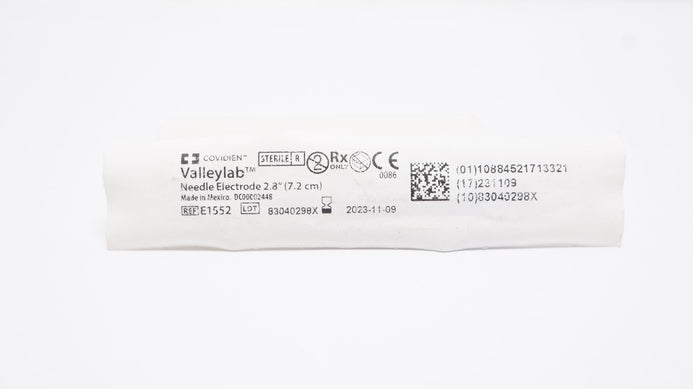 COVIDIEN™ STERILE R 2 Rx ONLY CE
0086
Valleylab™
Needle Electrode 2.8" (7.2 cm)
Made in Mexico. DC00002448
REF E1552 LOT 83040298X 2023-11-09
(01)10884521713321
(17)231109
(10)83040298X